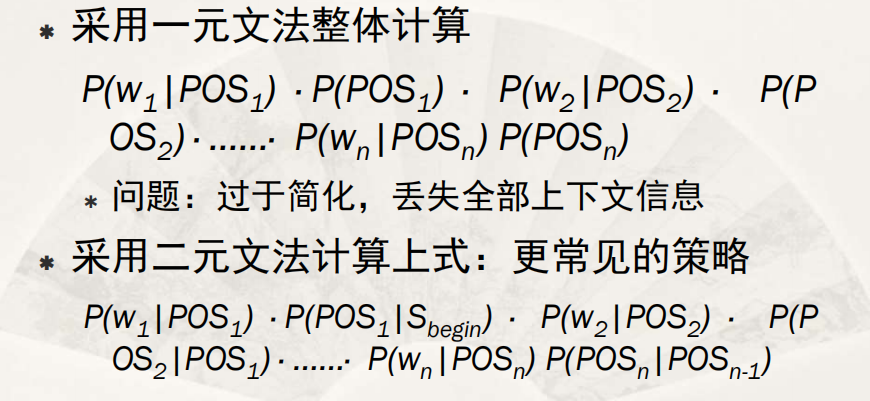 * 采用一元文法整体计算
P(w₁|POS₁) · P(POS₁) · P(w₂|POS₂) · P(P
OS₂) · ……· P(wₙ|POSₙ) P(POSₙ)
* 问题：过于简化，丢失全部上下文信息
* 采用二元文法计算上式：更常见的策略
P(w₁|POS₁) · P(POS₁|S_begin) · P(w₂|POS₂) · P(P
OS₂|POS₁) · ……· P(wₙ|POSₙ) P(POSₙ|POSₙ₋₁)